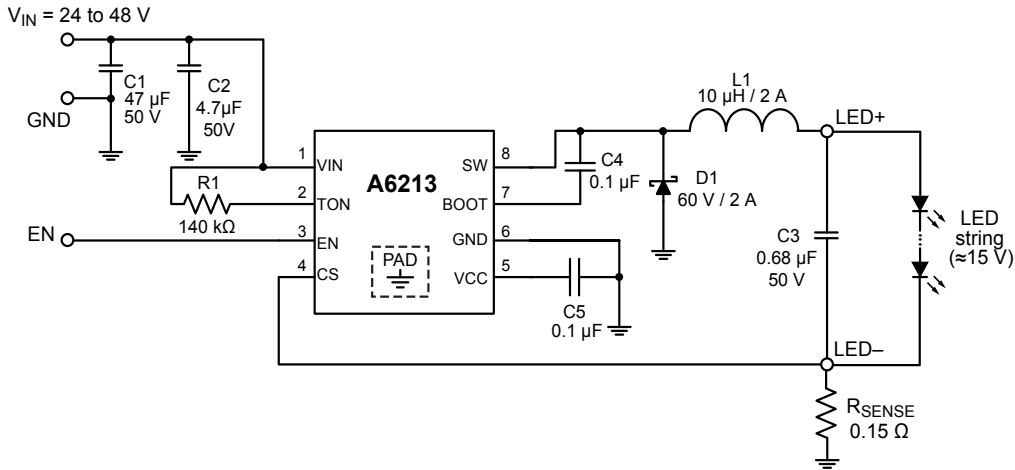 V_IN = 24 to 48 V
GND
EN
C1
47 µF
50 V
C2
4.7µF
50V
R1
140 kΩ
1
2
3
4
VIN
TON
EN
CS
A6213
PAD
SW
BOOT
GND
VCC
8
7
6
5
C4
0.1 µF
C5
0.1 µF
D1
60 V / 2 A
L1
10 µH / 2 A
LED+
C3
0.68 µF
50 V
LED
string
(≈15 V)
LED–
R_SENSE
0.15 Ω